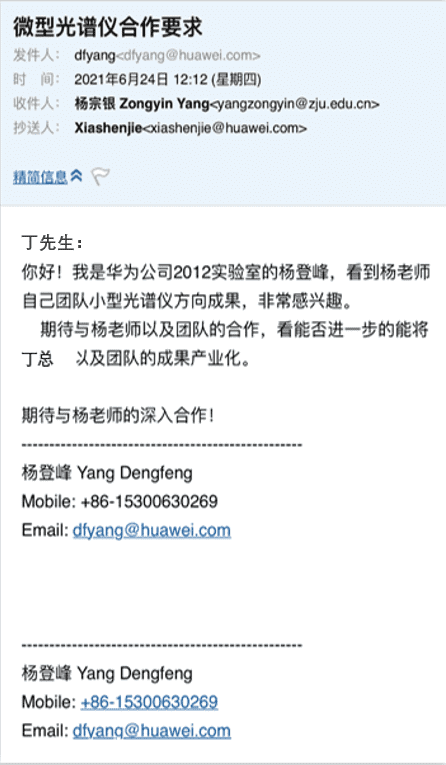 微型光谱仪合作要求
发件人： dfyang<dfyang@huawei.com>
时 间： 2021年6月24日 12:12 (星期四)
收件人： 杨宗银 Zongyin Yang<yangzongyin@zju.edu.cn>
抄送人： Xiashenjie<xiashenjie@huawei.com>
精简信息
丁先生：
你好！我是华为公司2012实验室的杨登峰，看到杨老师
自己团队小型光谱仪方向成果，非常感兴趣。
期待与杨老师以及团队的合作，看能否进一步的能将
丁总 以及团队的成果产业化。
期待与杨老师的深入合作！
---------------------------------------------------
杨登峰 Yang Dengfeng
Mobile: +86-15300630269
Email: dfyang@huawei.com
---------------------------------------------------
杨登峰 Yang Dengfeng
Mobile: +86-15300630269
Email: dfyang@huawei.com